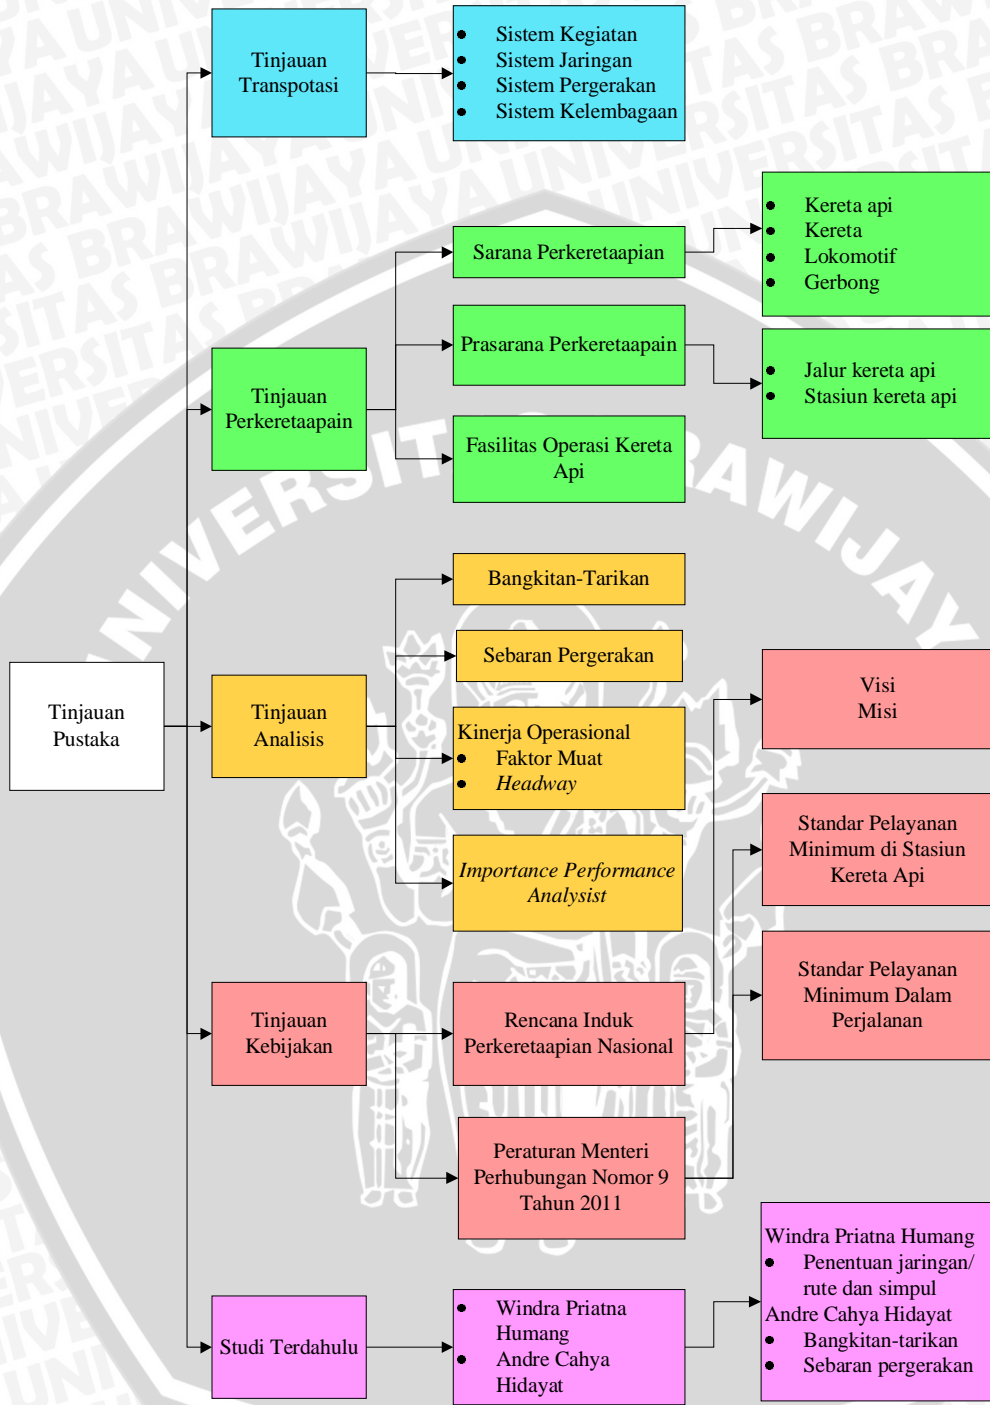 Tinjauan
Transpotasi
• Sistem Kegiatan
• Sistem Jaringan
• Sistem Pergerakan
• Sistem Kelembagaan
Tinjauan
Perkeretaapain
Sarana Perkeretaapian
• Kereta api
• Kereta
• Lokomotif
• Gerbong
Prasarana Perkeretaapain
• Jalur kereta api
• Stasiun kereta api
Fasilitas Operasi Kereta
Api
Tinjauan
Pustaka
Tinjauan
Analisis
Bangkitan-Tarikan
Sebaran Pergerakan
Kinerja Operasional
• Faktor Muat
• Headway
Importance Performance
Analysist
Tinjauan
Kebijakan
Rencana Induk
Perkeretaapian Nasional
Visi
Misi
Peraturan Menteri
Perhubungan Nomor 9
Tahun 2011
Standar Pelayanan
Minimum di Stasiun
Kereta Api
Standar Pelayanan
Minimum Dalam
Perjalanan
Studi Terdahulu
• Windra Priatna
Humang
• Andre Cahya
Hidayat
Windra Priatna Humang
• Penentuan jaringan/
rute dan simpul
Andre Cahya Hidayat
• Bangkitan-tarikan
• Sebaran pergerakan